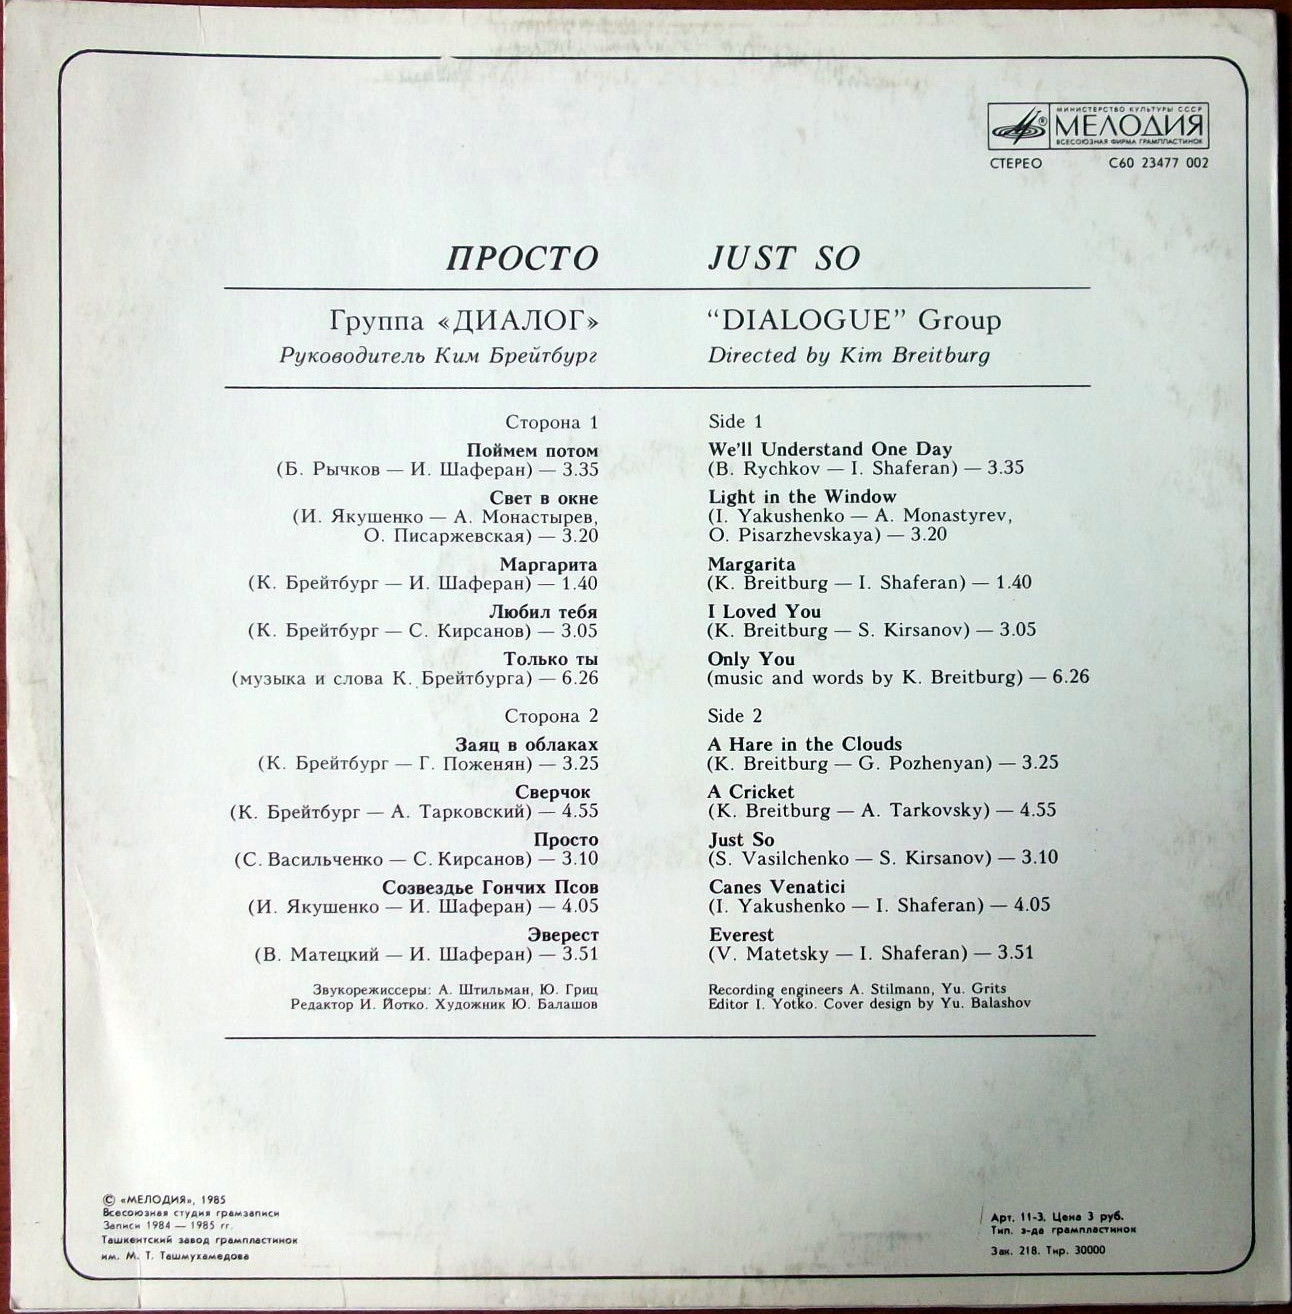 МИНИСТЕРСТВО КУЛЬТУРЫ СССР
МЕЛОДИЯ
ВСЕСОЮЗНАЯ ФИРМА ГРАМПЛАСТИНОК
СТЕРЕО С60 23477 002
ПРОСТО
Группа «ДИАЛОГ»
Руководитель Ким Брейтбург
Сторона 1
Поймем потом
(Б. Рычков — И. Шаферан) — 3.35
Свет в окне
(И. Якушенко — А. Монастырев,
О. Писаржевская) — 3.20
Маргарита
(К. Брейтбург — И. Шаферан) — 1.40
Любил тебя
(К. Брейтбург — С. Кирсанов) — 3.05
Только ты
(музыка и слова К. Брейтбурга) — 6.26
Сторона 2
Заяц в облаках
(К. Брейтбург — Г. Поженян) — 3.25
Сверчок
(К. Брейтбург — А. Тарковский) — 4.55
Просто
(С. Васильченко — С. Кирсанов) — 3.10
Созвездье Гончих Псов
(И. Якушенко — И. Шаферан) — 4.05
Эверест
(В. Матецкий — И. Шаферан) — 3.51
Звукорежиссеры: А. Штильман, Ю. Гриц
Редактор И. Йотко. Художник Ю. Балашов
JUST SO
“DIALOGUE” Group
Directed by Kim Breitburg
Side 1
We'll Understand One Day
(B. Rychkov — I. Shaferan) — 3.35
Light in the Window
(I. Yakushenko — A. Monastyrev,
O. Pisarzhevskaya) — 3.20
Margarita
(K. Breitburg — I. Shaferan) — 1.40
I Loved You
(K. Breitburg — S. Kirsanov) — 3.05
Only You
(music and words by K. Breitburg) — 6.26
Side 2
A Hare in the Clouds
(K. Breitburg — G. Pozhenyan) — 3.25
A Cricket
(K. Breitburg — A. Tarkovsky) — 4.55
Just So
(S. Vasilchenko — S. Kirsanov) — 3.10
Canes Venatici
(I. Yakushenko — I. Shaferan) — 4.05
Everest
(V. Matetsky — I. Shaferan) — 3.51
Recording engineers A. Stilmann, Yu. Grits
Editor I. Yotko. Cover design by Yu. Balashov
© «МЕЛОДИЯ», 1985
Всесоюзная студия грамзаписи
Записи 1984 — 1985 гг.
Ташкентский завод грампластинок
им. М. Т. Ташмухамедова
Арт. 11-3. Цена 3 руб.
Тип. з-да грампластинок
Зак. 218. Тир. 30000